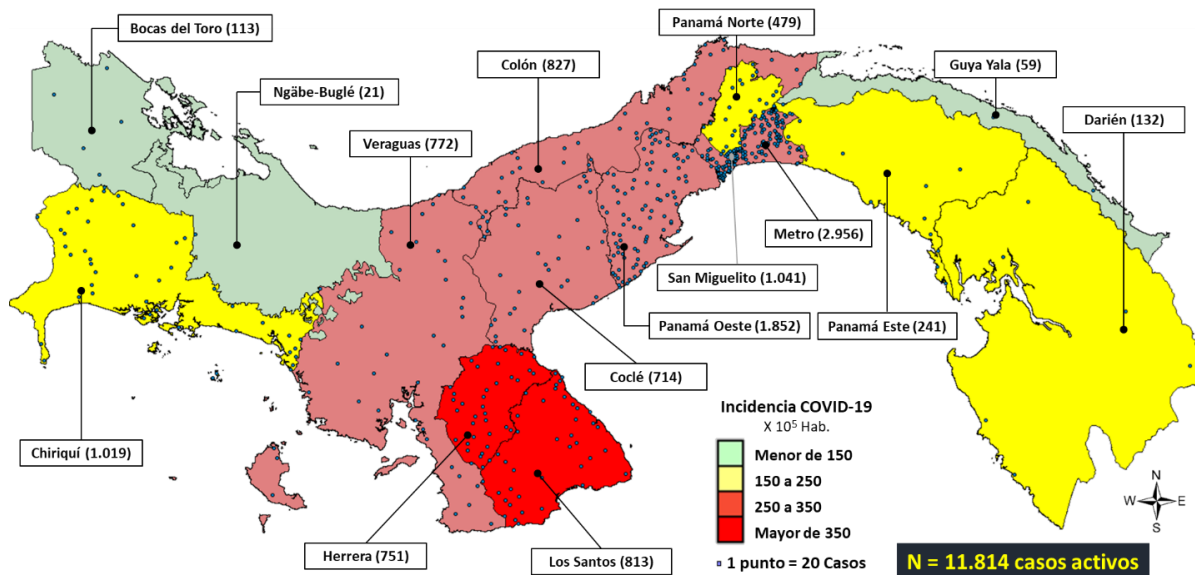 Bocas del Toro (113)
Panamá Norte (479)
Colón (827)
Guya Yala (59)
Ngäbe-Buglé (21)
Darién (132)
Veraguas (772)
Metro (2.956)
San Miguelito (1.041)
Panamá Oeste (1.852)
Panamá Este (241)
Coclé (714)
Chiriquí (1.019)
Herrera (751)
Los Santos (813)
Incidencia COVID-19
X 10⁵ Hab.
Menor de 150
150 a 250
250 a 350
Mayor de 350
1 punto = 20 Casos
N
W E
S
N = 11.814 casos activos